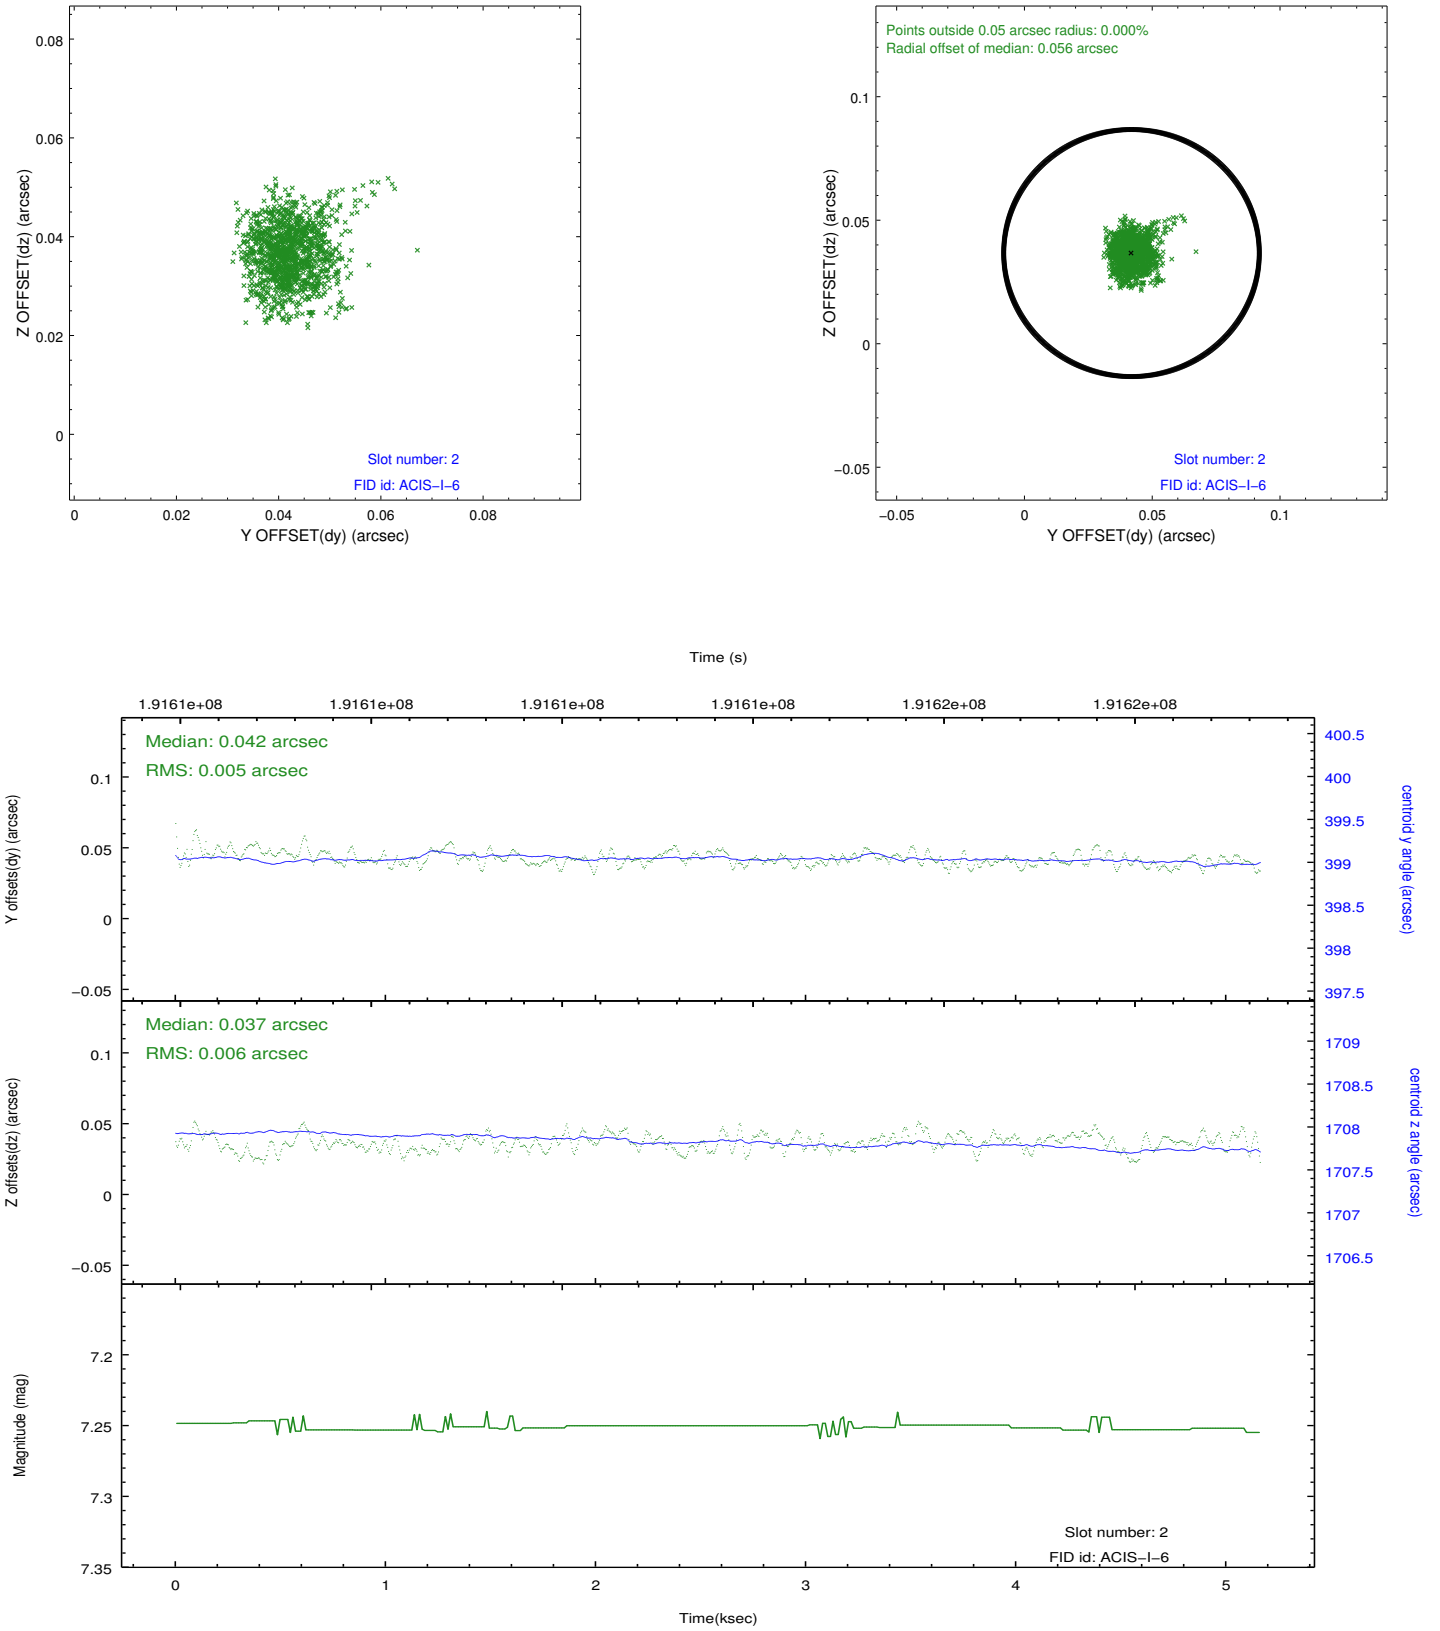 0.08
0.06
0.04
0.02
0
Z OFFSET(dz) (arcsec)
Slot number: 2
FID id: ACIS−I−6
0 0.02 0.04 0.06 0.08
Y OFFSET(dy) (arcsec)
Points outside 0.05 arcsec radius: 0.000%
Radial offset of median: 0.056 arcsec
0.1
0.05
0
−0.05
Z OFFSET(dz) (arcsec)
Slot number: 2
FID id: ACIS−I−6
−0.05 0 0.05 0.1
Y OFFSET(dy) (arcsec)
Time (s)
1.9161e+08 1.9161e+08 1.9161e+08 1.9161e+08 1.9162e+08 1.9162e+08
Median: 0.042 arcsec
RMS: 0.005 arcsec
0.1
0.05
0
−0.05
Y offsets(dy) (arcsec)
400.5
400
399.5
399
398.5
398
397.5
centroid y angle (arcsec)
Median: 0.037 arcsec
RMS: 0.006 arcsec
0.1
0.05
0
−0.05
Z offsets(dz) (arcsec)
1709
1708.5
1708
1707.5
1707
1706.5
centroid z angle (arcsec)
7.2
7.25
7.3
7.35
Magnitude (mag)
Slot number: 2
FID id: ACIS−I−6
0 1 2 3 4 5
Time(ksec)